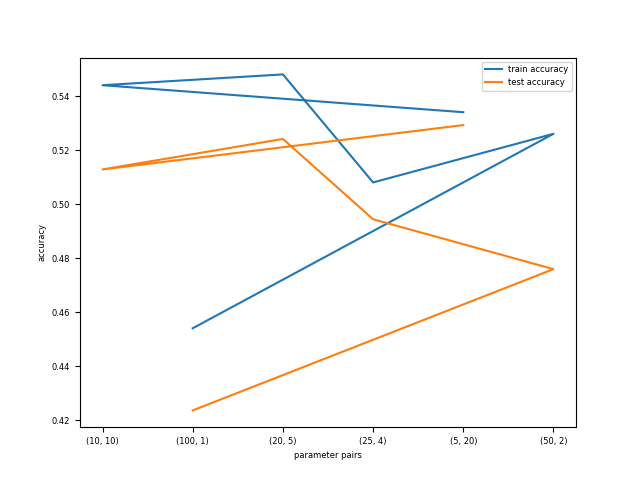 train accuracy
test accuracy
0.54
0.52
0.50
0.48
0.46
0.44
0.42
accuracy
(10, 10) (100, 1) (20, 5) (25, 4) (5, 20) (50, 2)
parameter pairs